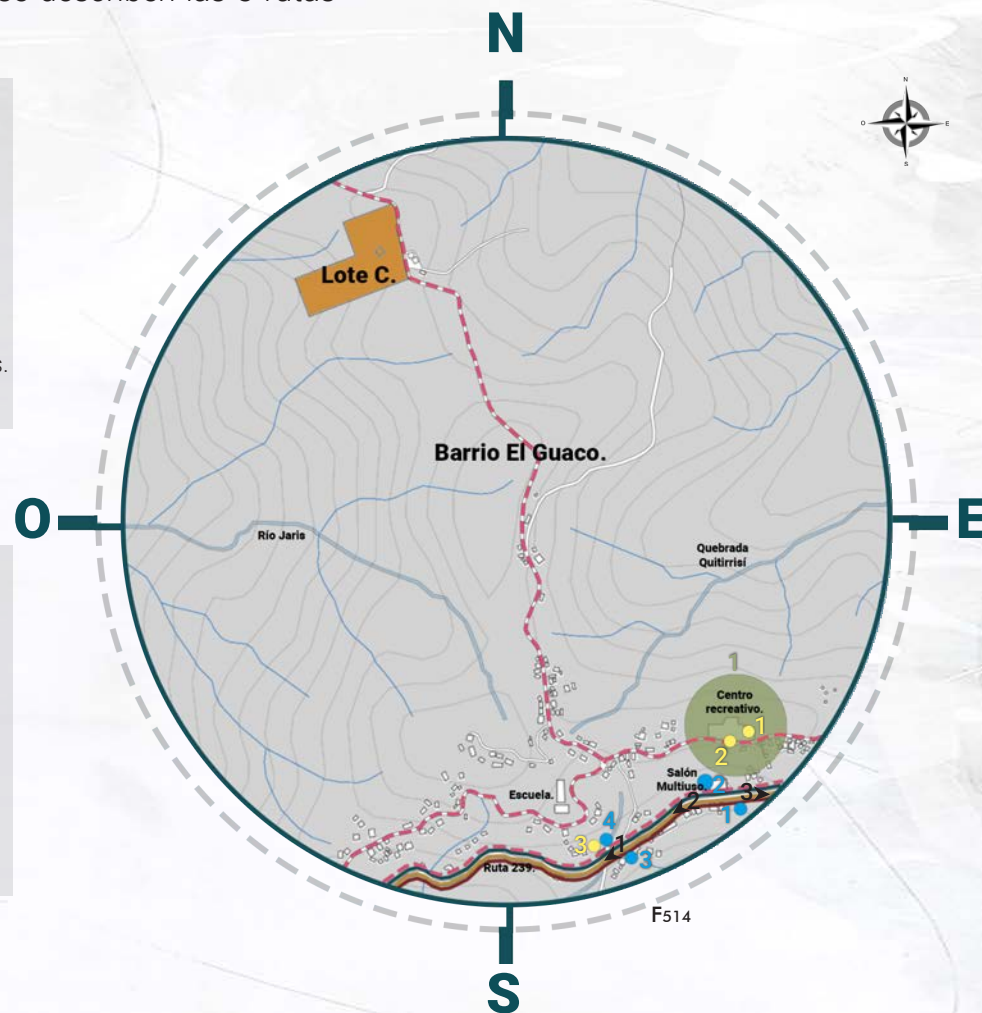 N
N
O
E
S
Lote C.
Barrio El Guaco.
O
E
Río Jaris
Quebrada
Quitirrisí
1
Centro
recreativo.
1
2
Salón
Multiuso.
2
2
3
1
Escuela.
4
3
1
3
Ruta 239.
F514
S